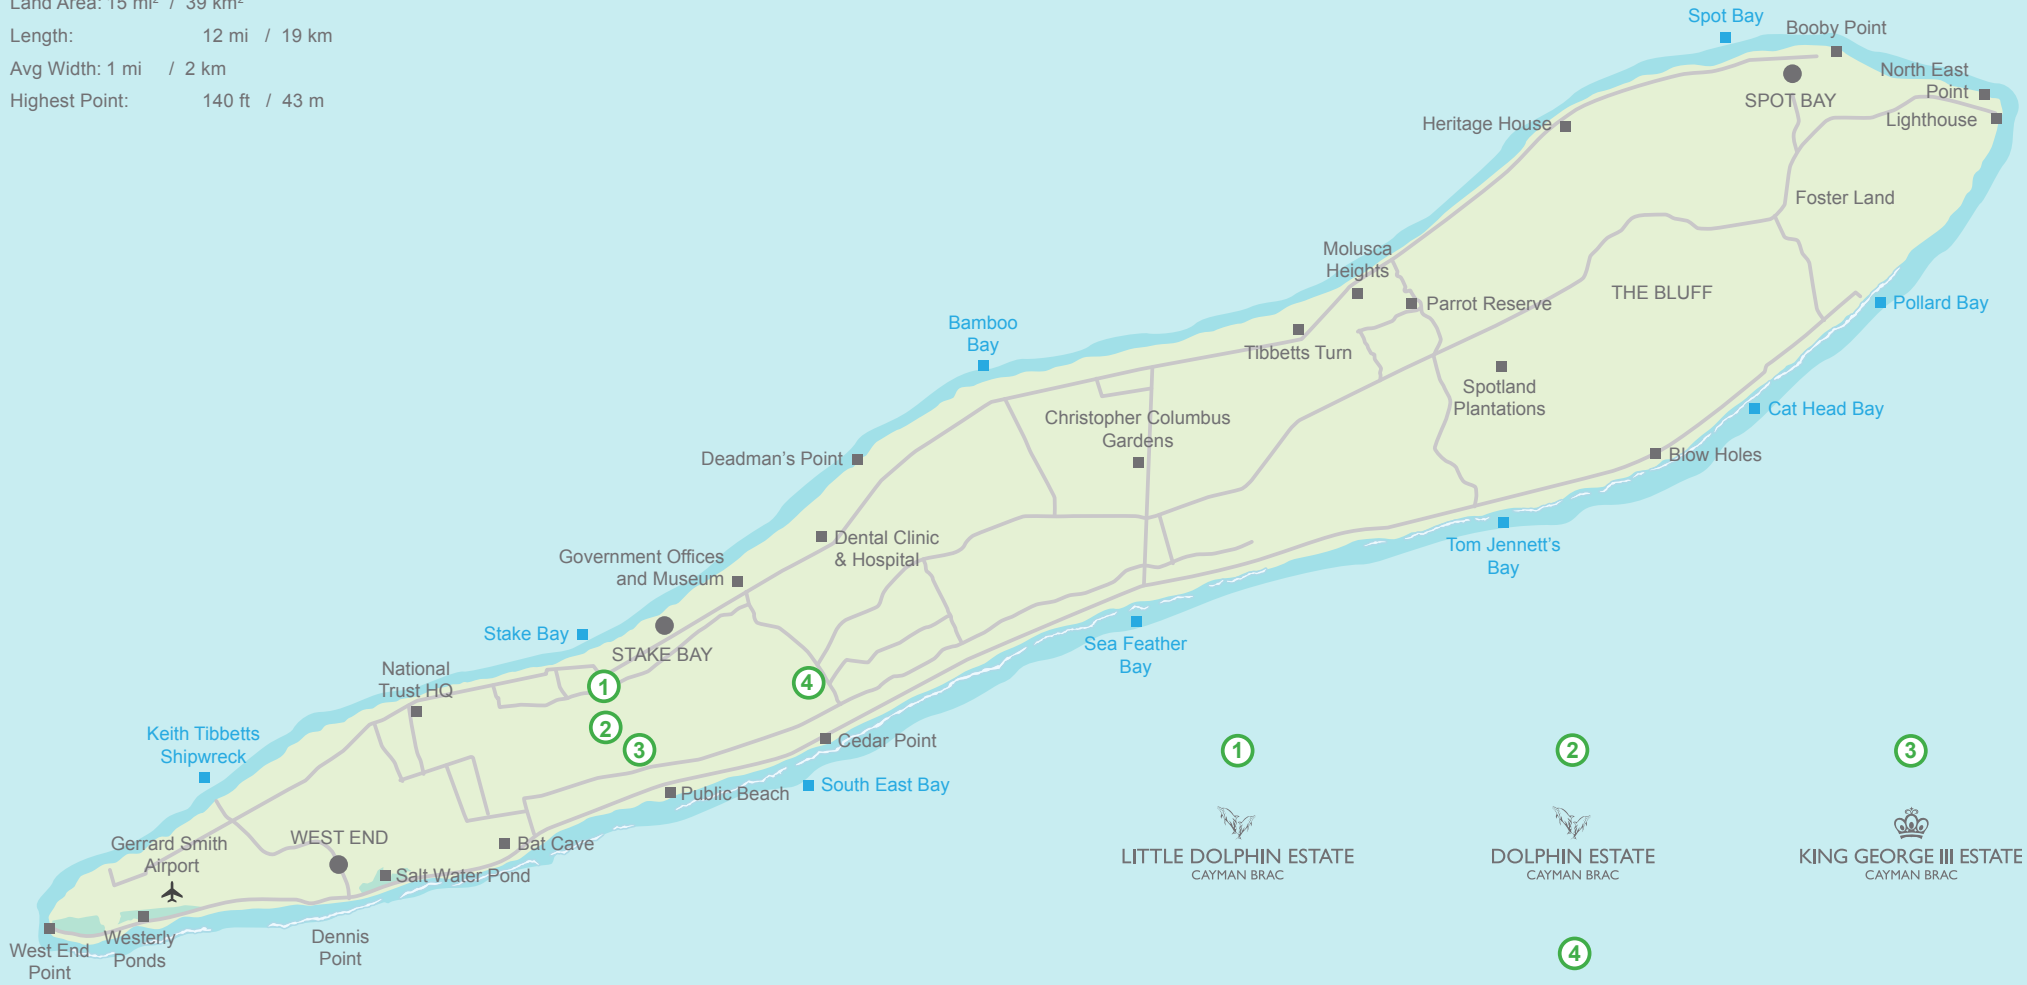 Land Area: 15 mi² / 39 km²
Length: 12 mi / 19 km
Avg Width: 1 mi / 2 km
Highest Point: 140 ft / 43 m
Spot Bay
Booby Point
North East
Point
SPOT BAY
Lighthouse
Heritage House
Foster Land
Molusca
Heights
Parrot Reserve
THE BLUFF
Pollard Bay
Bamboo
Bay
Tibbetts Turn
Spotland
Plantations
Cat Head Bay
Christopher Columbus
Gardens
Deadman's Point
Blow Holes
Dental Clinic
& Hospital
Government Offices
and Museum
Tom Jennett's
Bay
Stake Bay
STAKE BAY
Sea Feather
Bay
National
Trust HQ
1
4
2
3
Keith Tibbetts
Shipwreck
Cedar Point
South East Bay
Public Beach
Gerrard Smith
Airport
WEST END
Bat Cave
Salt Water Pond
West End
Point
Westerly
Ponds
Dennis
Point
1
LITTLE DOLPHIN ESTATE
CAYMAN BRAC
2
DOLPHIN ESTATE
CAYMAN BRAC
3
KING GEORGE III ESTATE
CAYMAN BRAC
4